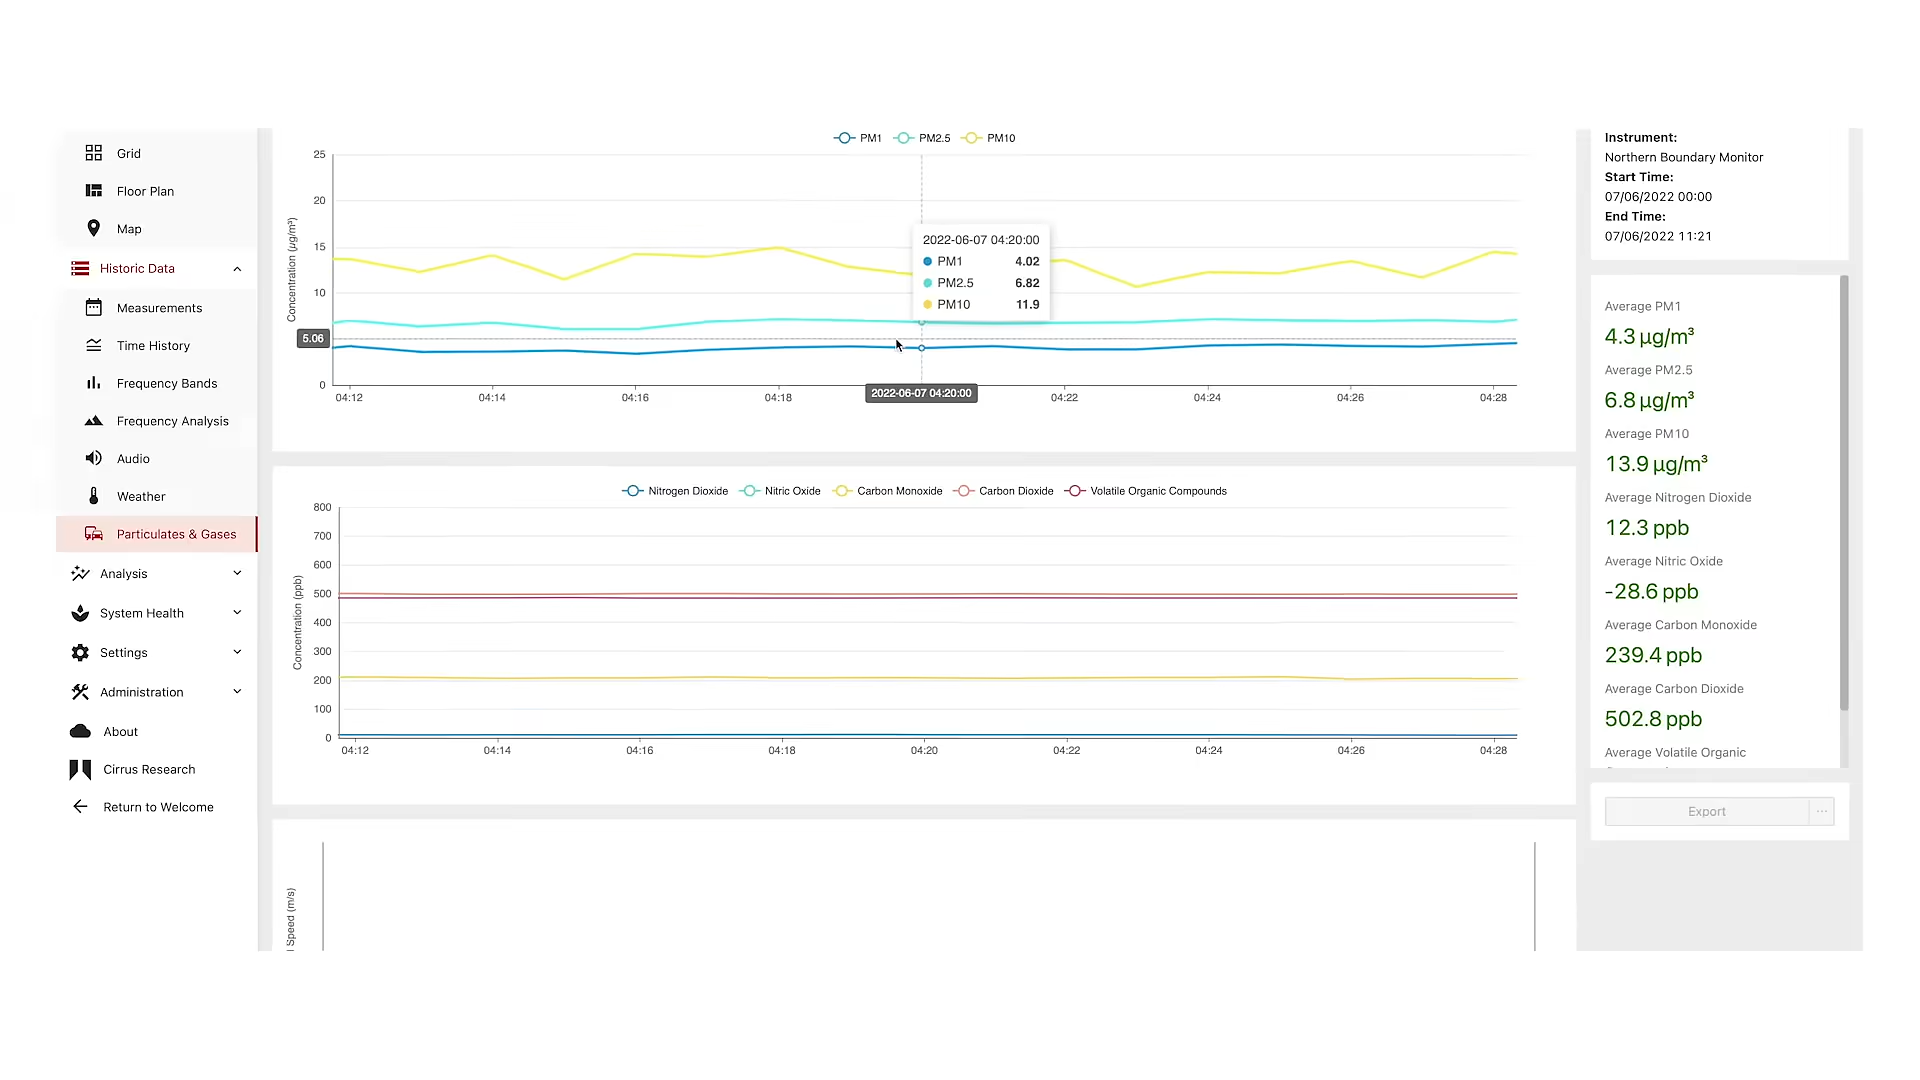 Grid
Floor Plan
Map
Historic Data
Measurements
Time History
Frequency Bands
Frequency Analysis
Audio
Weather
Particulates & Gases
Analysis
System Health
Settings
Administration
About
Cirrus Research
Return to Welcome
PM1 PM2.5 PM10
25
20
15
10
0
Concentration (µg/m³)
5.06
2022-06-07 04:20:00
PM1 4.02
PM2.5 6.82
PM10 11.9
04:12 04:14 04:16 04:18 2022-06-07 04:20:00 04:22 04:24 04:26 04:28
Nitrogen Dioxide Nitric Oxide Carbon Monoxide Carbon Dioxide Volatile Organic Compounds
800
700
600
500
400
300
200
100
0
Concentration (ppb)
04:12 04:14 04:16 04:18 04:20 04:22 04:24 04:26 04:28
Speed (m/s)
Instrument:
Northern Boundary Monitor
Start Time:
07/06/2022 00:00
End Time:
07/06/2022 11:21
Average PM1
4.3 µg/m³
Average PM2.5
6.8 µg/m³
Average PM10
13.9 µg/m³
Average Nitrogen Dioxide
12.3 ppb
Average Nitric Oxide
-28.6 ppb
Average Carbon Monoxide
239.4 ppb
Average Carbon Dioxide
502.8 ppb
Average Volatile Organic
Export ...